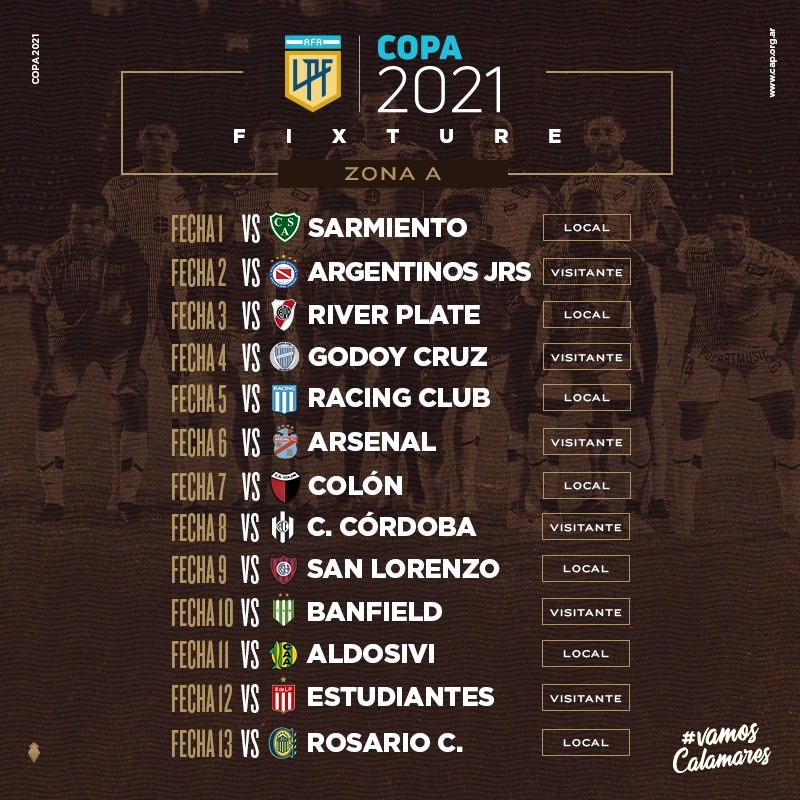 COPA 2021
www.cap.org.ar
AFA
LPF
COPA
2021
FIXTURE
ZONA A
FECHA 1 VS SARMIENTO LOCAL
FECHA 2 VS ARGENTINOS JRS VISITANTE
FECHA 3 VS RIVER PLATE LOCAL
FECHA 4 VS GODOY CRUZ VISITANTE
FECHA 5 VS RACING CLUB LOCAL
FECHA 6 VS ARSENAL VISITANTE
FECHA 7 VS COLÓN LOCAL
FECHA 8 VS C. CÓRDOBA VISITANTE
FECHA 9 VS SAN LORENZO LOCAL
FECHA 10 VS BANFIELD VISITANTE
FECHA 11 VS ALDOSIVI LOCAL
FECHA 12 VS ESTUDIANTES VISITANTE
FECHA 13 VS ROSARIO C. LOCAL
#vamos
Calamares